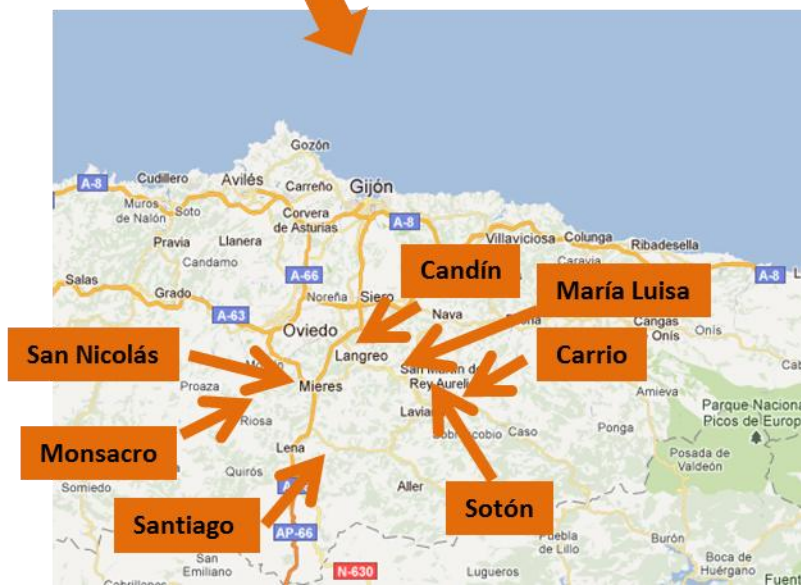 Gozón
A-8
Cudillero
Avilés
Carreño
Gijón
Muros
de Nalón
Soto
Corvera
de Asturias
A-8
Pravia
Llanera
Villaviciosa
Colunga
Ribadesella
Candamo
Caravia
Salas
A-66
Candín
A-8
Grado
Noreña
Siero
María Luisa
A-63
Nava
Oviedo
Cangas
de Onís
Onís
San Nicolás
Langreo
Carrio
San Martín del
Rey Aurelio
Proaza
Mieres
Amieva
Parque Naciona
Picos de Europ
Riosa
Laviana
Sobrescobio
Caso
Ponga
Monsacro
Lena
Posada de
Valdeón
Somiedo
Quirós
Aller
Sotón
Santiago
AP-66
Puebla
de Lillo
Burón
San
Emiliano
Boca de
Huérgano
N-630
Lugueros
Cabrillanes